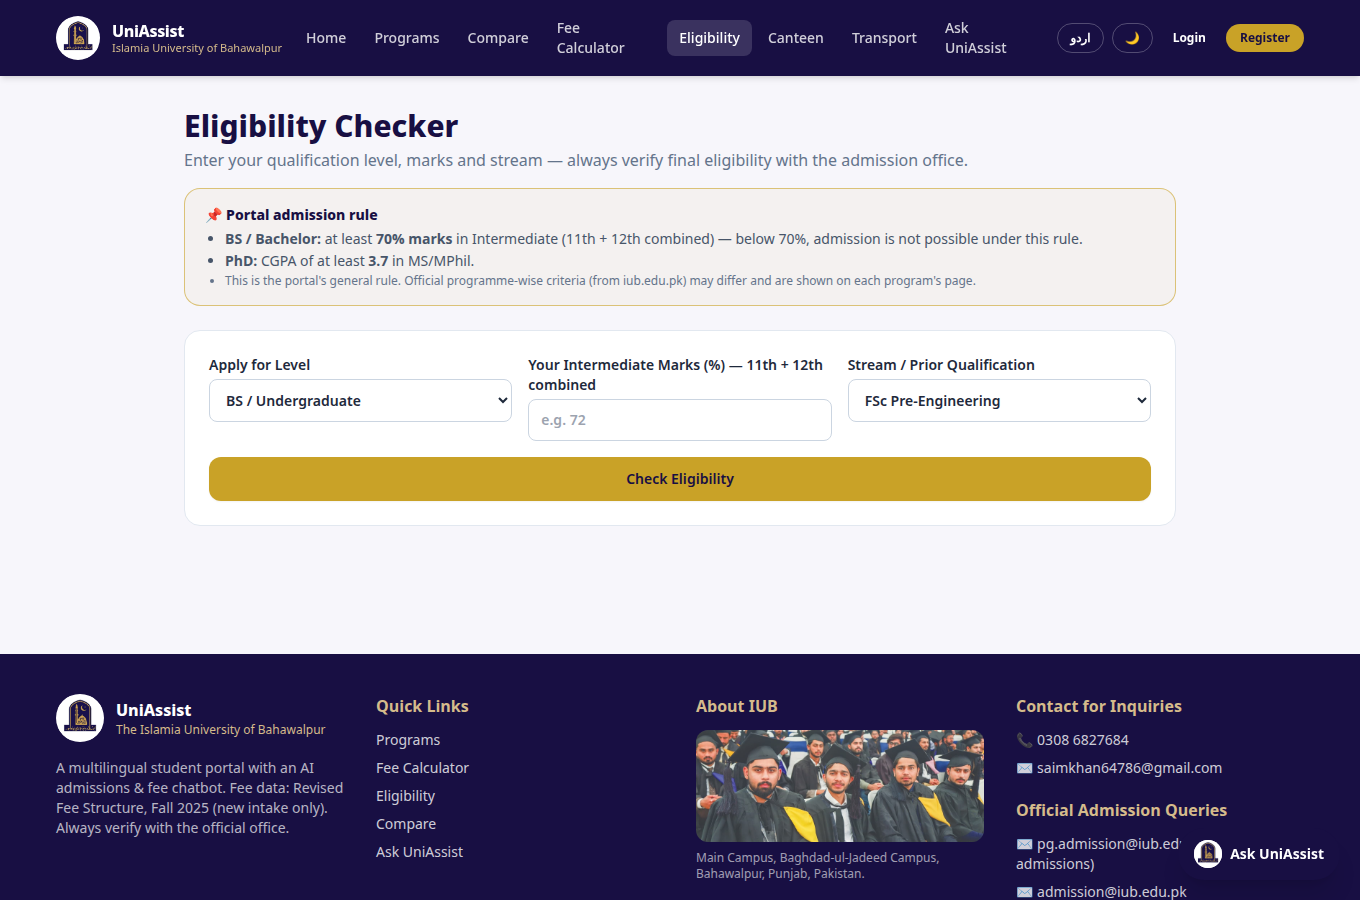 UniAssist
Islamia University of Bahawalpur
Home
Programs
Compare
Fee
Calculator
Eligibility
Canteen
Transport
Ask
UniAssist
اردو
Login
Register
Eligibility Checker
Enter your qualification level, marks and stream — always verify final eligibility with the admission office.
📌 Portal admission rule
• BS / Bachelor: at least 70% marks in Intermediate (11th + 12th combined) — below 70%, admission is not possible under this rule.
• PhD: CGPA of at least 3.7 in MS/MPhil.
• This is the portal's general rule. Official programme-wise criteria (from iub.edu.pk) may differ and are shown on each program's page.
Apply for Level
BS / Undergraduate
Your Intermediate Marks (%) — 11th + 12th
combined
e.g. 72
Stream / Prior Qualification
FSc Pre-Engineering
Check Eligibility
UniAssist
The Islamia University of Bahawalpur
A multilingual student portal with an AI
admissions & fee chatbot. Fee data: Revised
Fee Structure, Fall 2025 (new intake only).
Always verify with the official office.
Quick Links
Programs
Fee Calculator
Eligibility
Compare
Ask UniAssist
About IUB
Main Campus, Baghdad-ul-Jadeed Campus,
Bahawalpur, Punjab, Pakistan.
Contact for Inquiries
📞 0308 6827684
✉️ saimkhan64786@gmail.com
Official Admission Queries
✉️ pg.admission@iub.ed
admissions)
✉️ admission@iub.edu.pk
Ask UniAssist